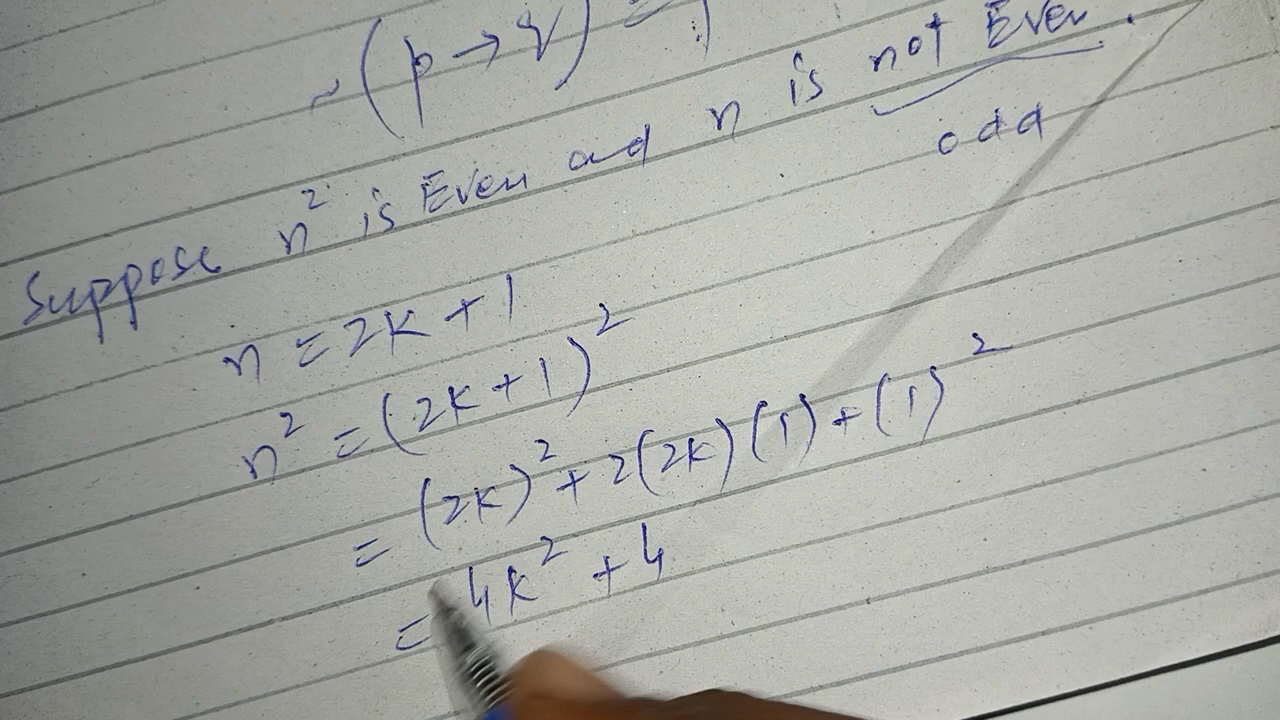 ~(p→q) =
Suppose n² is Even and n is not Even.
odd
n = 2k + 1
n² = (2k + 1)²
= (2k)² + 2(2k)(1) + (1)²
= 4k² + 4